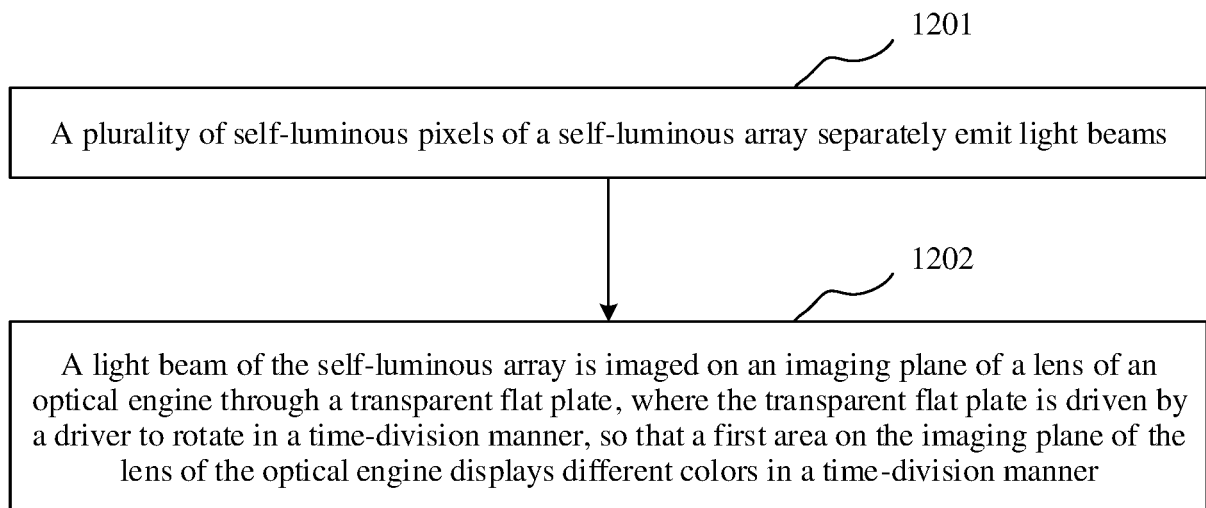 1201
A plurality of self-luminous pixels of a self-luminous array separately emit light beams
1202
A light beam of the self-luminous array is imaged on an imaging plane of a lens of an
optical engine through a transparent flat plate, where the transparent flat plate is driven by
a driver to rotate in a time-division manner, so that a first area on the imaging plane of the
lens of the optical engine displays different colors in a time-division manner